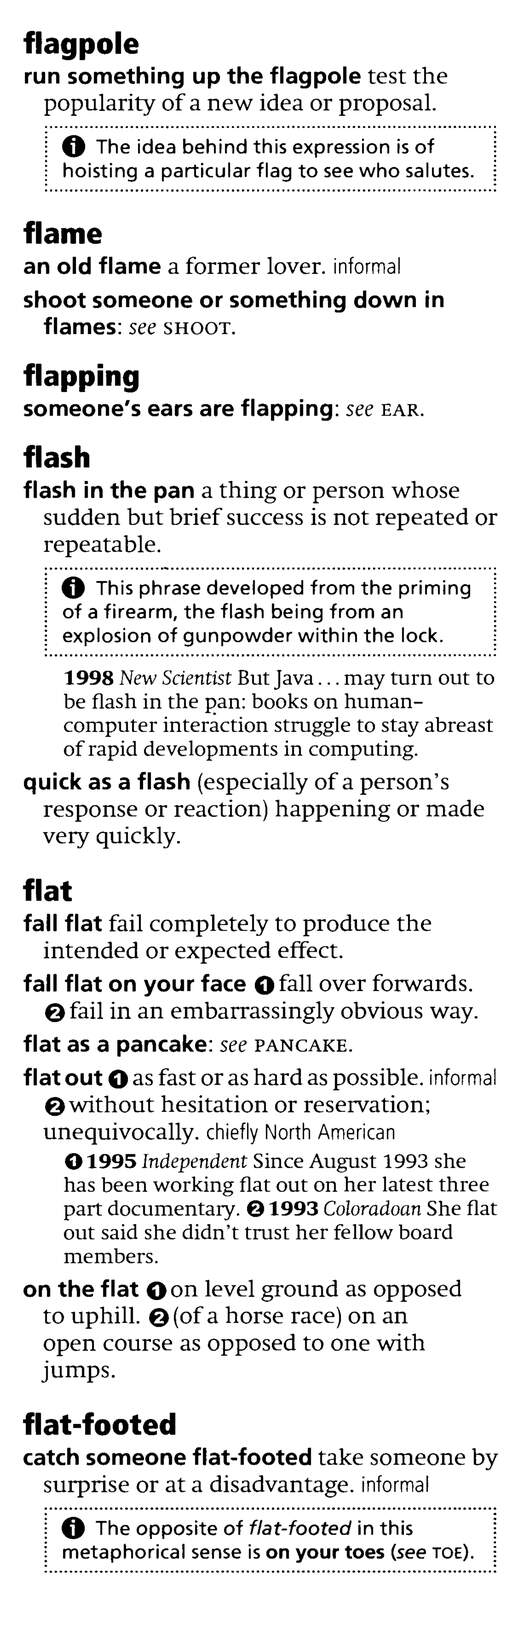 flagpole
run something up the flagpole test the
popularity of a new idea or proposal.
ℹ The idea behind this expression is of
hoisting a particular flag to see who salutes.
flame
an old flame a former lover. informal
shoot someone or something down in
flames: see SHOOT.
flapping
someone's ears are flapping: see EAR.
flash
flash in the pan a thing or person whose
sudden but brief success is not repeated or
repeatable.
ℹ This phrase developed from the priming
of a firearm, the flash being from an
explosion of gunpowder within the lock.
1998 New Scientist But Java... may turn out to
be flash in the pan: books on human-
computer interaction struggle to stay abreast
of rapid developments in computing.
quick as a flash (especially of a person's
response or reaction) happening or made
very quickly.
flat
fall flat fail completely to produce the
intended or expected effect.
fall flat on your face ❶ fall over forwards.
❷ fail in an embarrassingly obvious way.
flat as a pancake: see PANCAKE.
flat out ❶ as fast or as hard as possible. informal
❷ without hesitation or reservation;
unequivocally. chiefly North American
❶ 1995 Independent Since August 1993 she
has been working flat out on her latest three
part documentary. ❷ 1993 Coloradoan She flat
out said she didn't trust her fellow board
members.
on the flat ❶ on level ground as opposed
to uphill. ❷ (of a horse race) on an
open course as opposed to one with
jumps.
flat-footed
catch someone flat-footed take someone by
surprise or at a disadvantage. informal
ℹ The opposite of flat-footed in this
metaphorical sense is on your toes (see TOE).